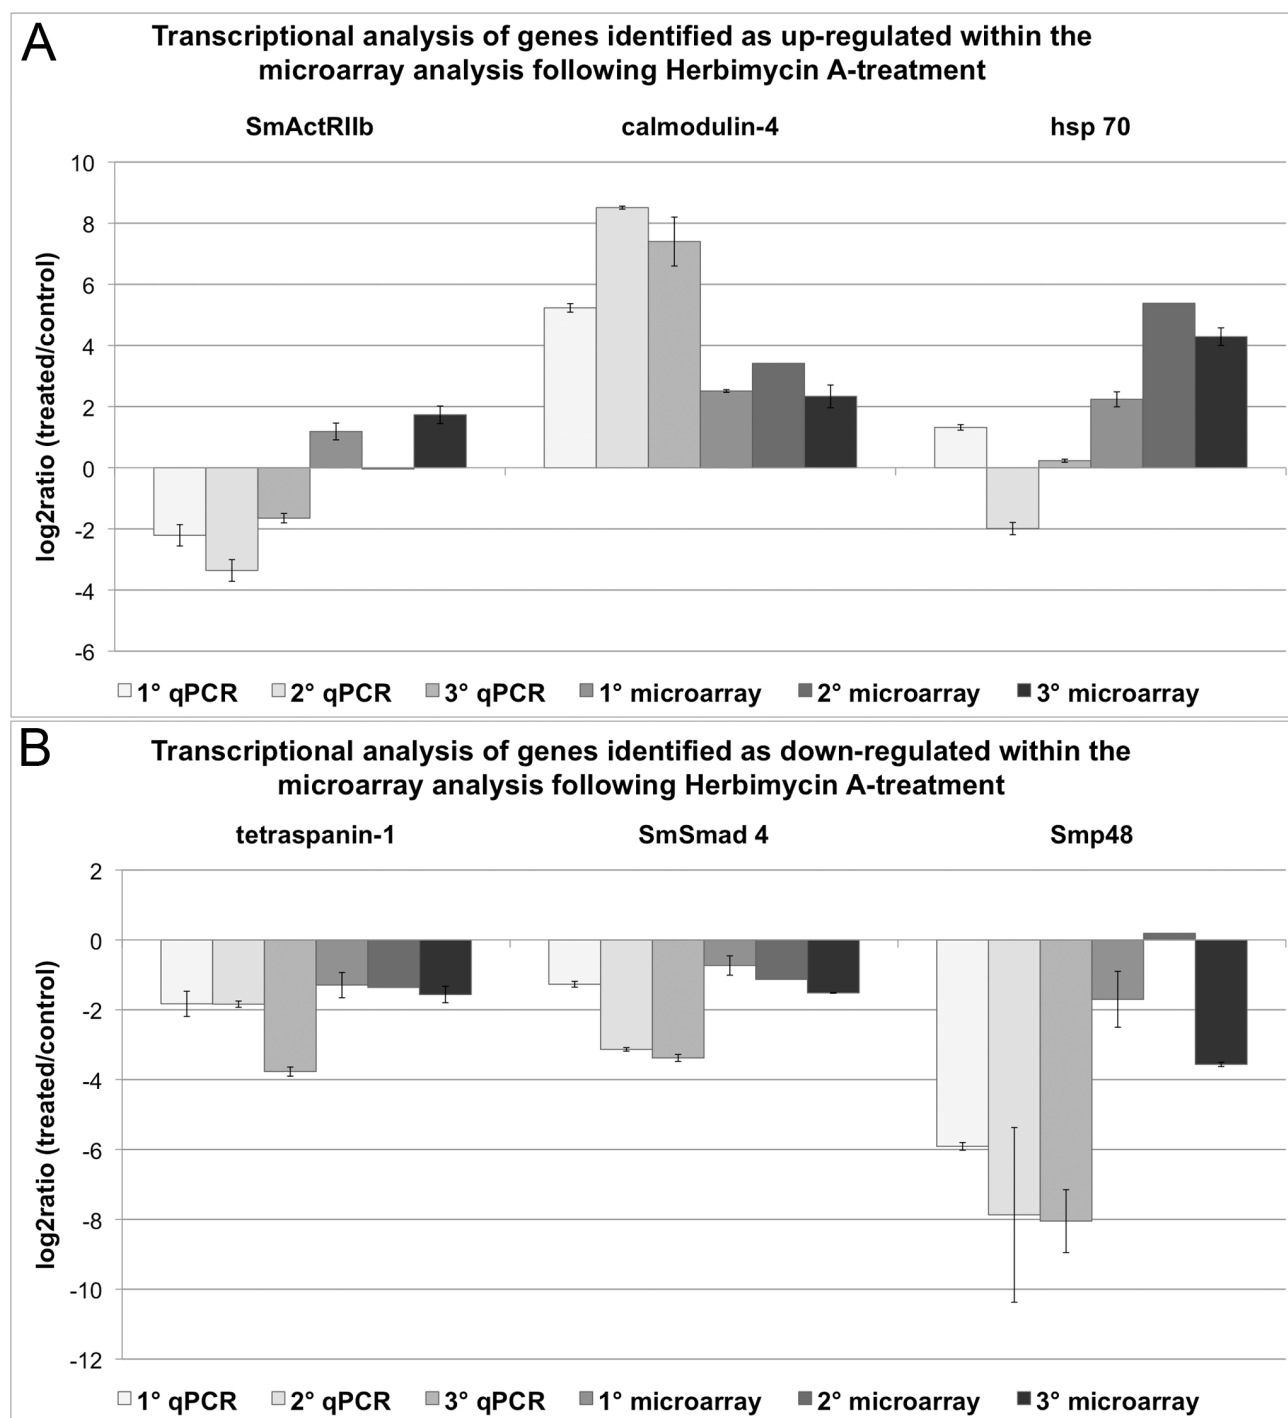 A
Transcriptional analysis of genes identified as up-regulated within the
microarray analysis following Herbimycin A-treatment
SmActRIIb calmodulin-4 hsp 70
log2ratio (treated/control)
10
8
6
4
2
0
-2
-4
-6
1° qPCR 2° qPCR 3° qPCR 1° microarray 2° microarray 3° microarray
B
Transcriptional analysis of genes identified as down-regulated within the
microarray analysis following Herbimycin A-treatment
tetraspanin-1 SmSmad 4 Smp48
log2ratio (treated/control)
2
0
-2
-4
-6
-8
-10
-12
1° qPCR 2° qPCR 3° qPCR 1° microarray 2° microarray 3° microarray